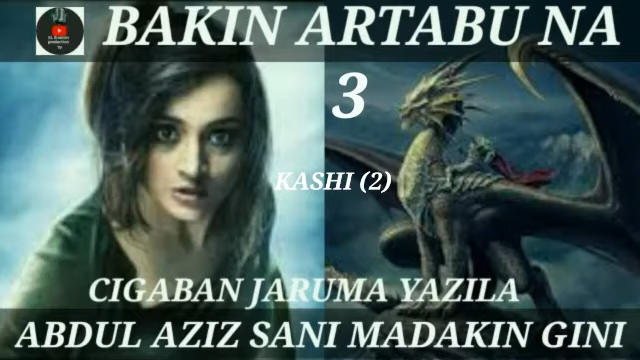 BAKIN ARTABU NA
3
KASHI (2)
CIGABAN JARUMA YAZILA
ABDUL AZIZ SANI MADAKIN GINI